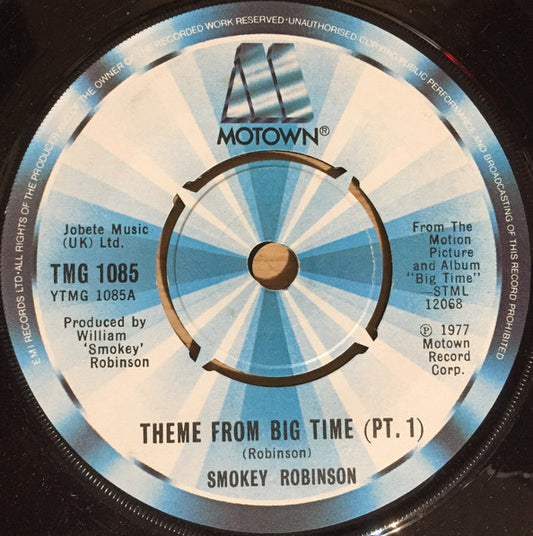 EMI RECORDS LTD·ALL RIGHTS OF THE PRODUCER AND OF THE OWNER OF THE RECORDED WORK RESERVED·UNAUTHORISED COPYING PUBLIC PERFORMANCE AND BROADCASTING OF THIS RECORD PROHIBITED
MOTOWN®
Jobete Music
(UK) Ltd.
TMG 1085
YTMG 1085A
Produced by
William
'Smokey'
Robinson
From The
Motion
Picture
and Album
"Big Time"
—STML
12068
℗ 1977
Motown
Record
Corp.
THEME FROM BIG TIME (PT. 1)
(Robinson)
SMOKEY ROBINSON